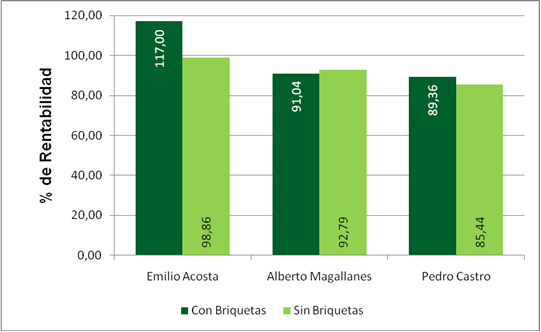 % de Rentabilidad
120,00
100,00
80,00
60,00
40,00
20,00
0,00
117,00
98,86
91,04
92,79
89,36
85,44
Emilio Acosta
Alberto Magallanes
Pedro Castro
Con Briquetas
Sin Briquetas